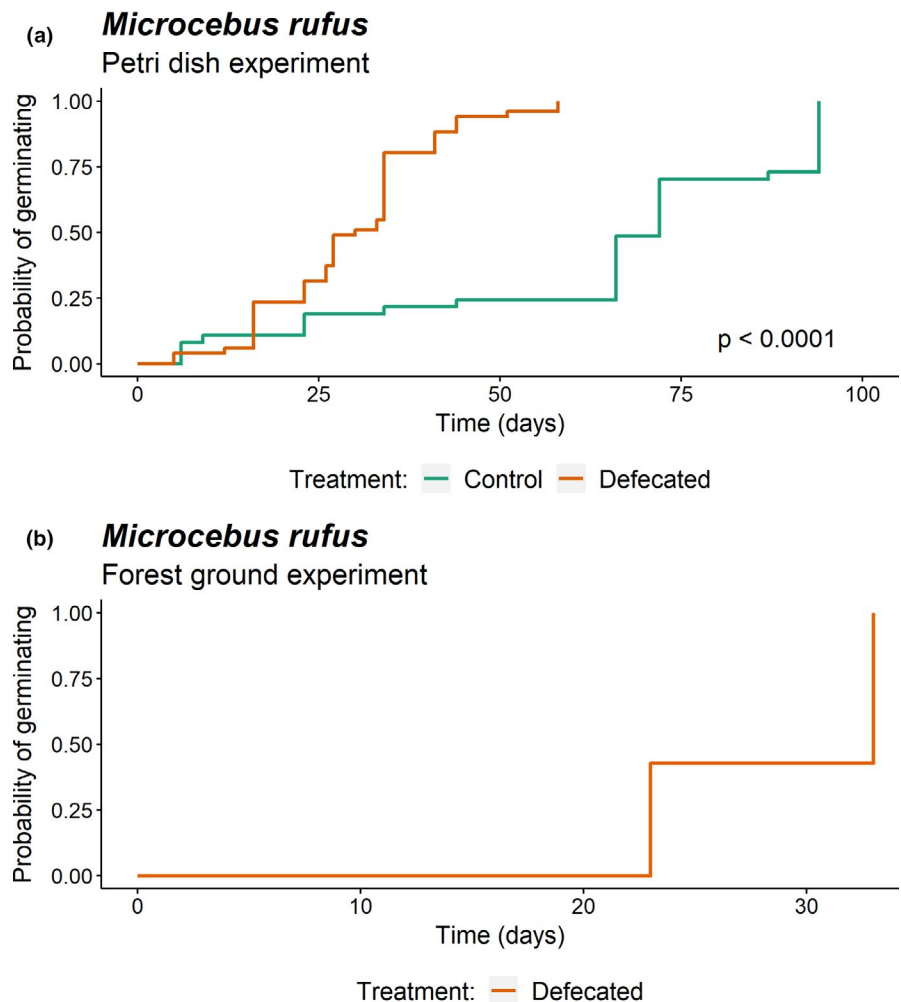 (a) Microcebus rufus
Petri dish experiment
Probability of germinating
1.00
0.75
0.50
0.25
0.00
p < 0.0001
0 25 50 75 100
Time (days)
Treatment: Control Defecated
(b) Microcebus rufus
Forest ground experiment
Probability of germinating
1.00
0.75
0.50
0.25
0.00
0 10 20 30
Time (days)
Treatment: Defecated